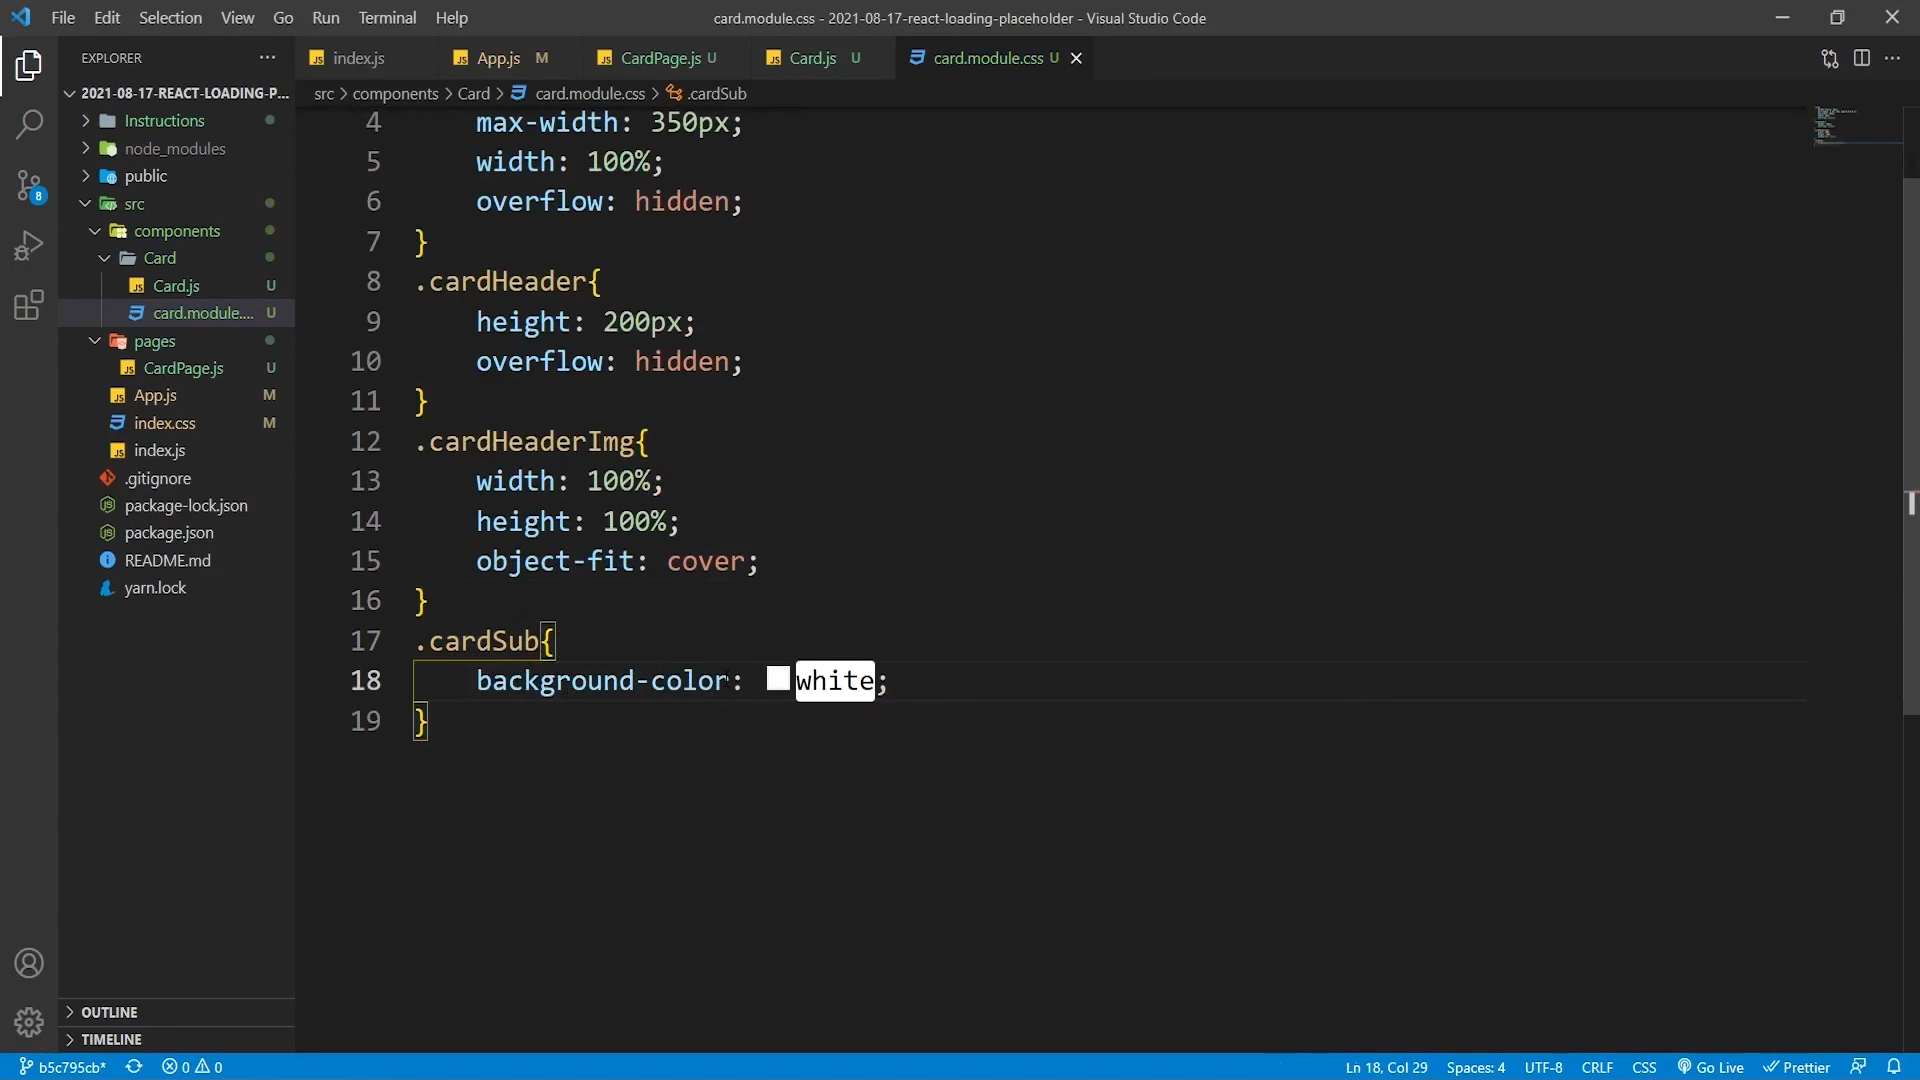 File Edit Selection View Go Run Terminal Help
card.module.css - 2021-08-17-react-loading-placeholder - Visual Studio Code
EXPLORER
2021-08-17-REACT-LOADING-P...
Instructions
node_modules
public
src
components
Card
Card.js U
card.module.... U
pages
CardPage.js U
App.js M
index.css M
index.js
.gitignore
package-lock.json
package.json
README.md
yarn.lock
OUTLINE
TIMELINE
8
index.js App.js M CardPage.js U Card.js U card.module.css U
src > components > Card > card.module.css > .cardSub
4 max-width: 350px;
5 width: 100%;
6 overflow: hidden;
7 }
8 .cardHeader{
9 height: 200px;
10 overflow: hidden;
11 }
12 .cardHeaderImg{
13 width: 100%;
14 height: 100%;
15 object-fit: cover;
16 }
17 .cardSub{
18 background-color: white;
19 }
b5c795cb* 0 0 Ln 18, Col 29 Spaces: 4 UTF-8 CRLF CSS Go Live Prettier